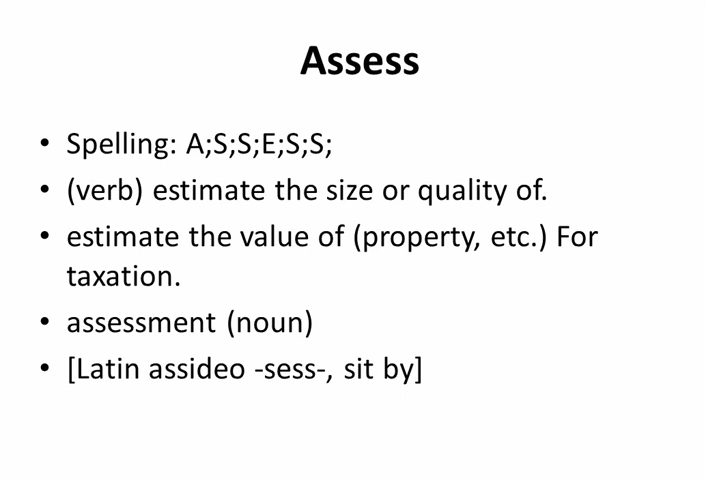 Assess
• Spelling: A;S;S;E;S;S;
• (verb) estimate the size or quality of.
• estimate the value of (property, etc.) For
taxation.
• assessment (noun)
• [Latin assideo -sess-, sit by]